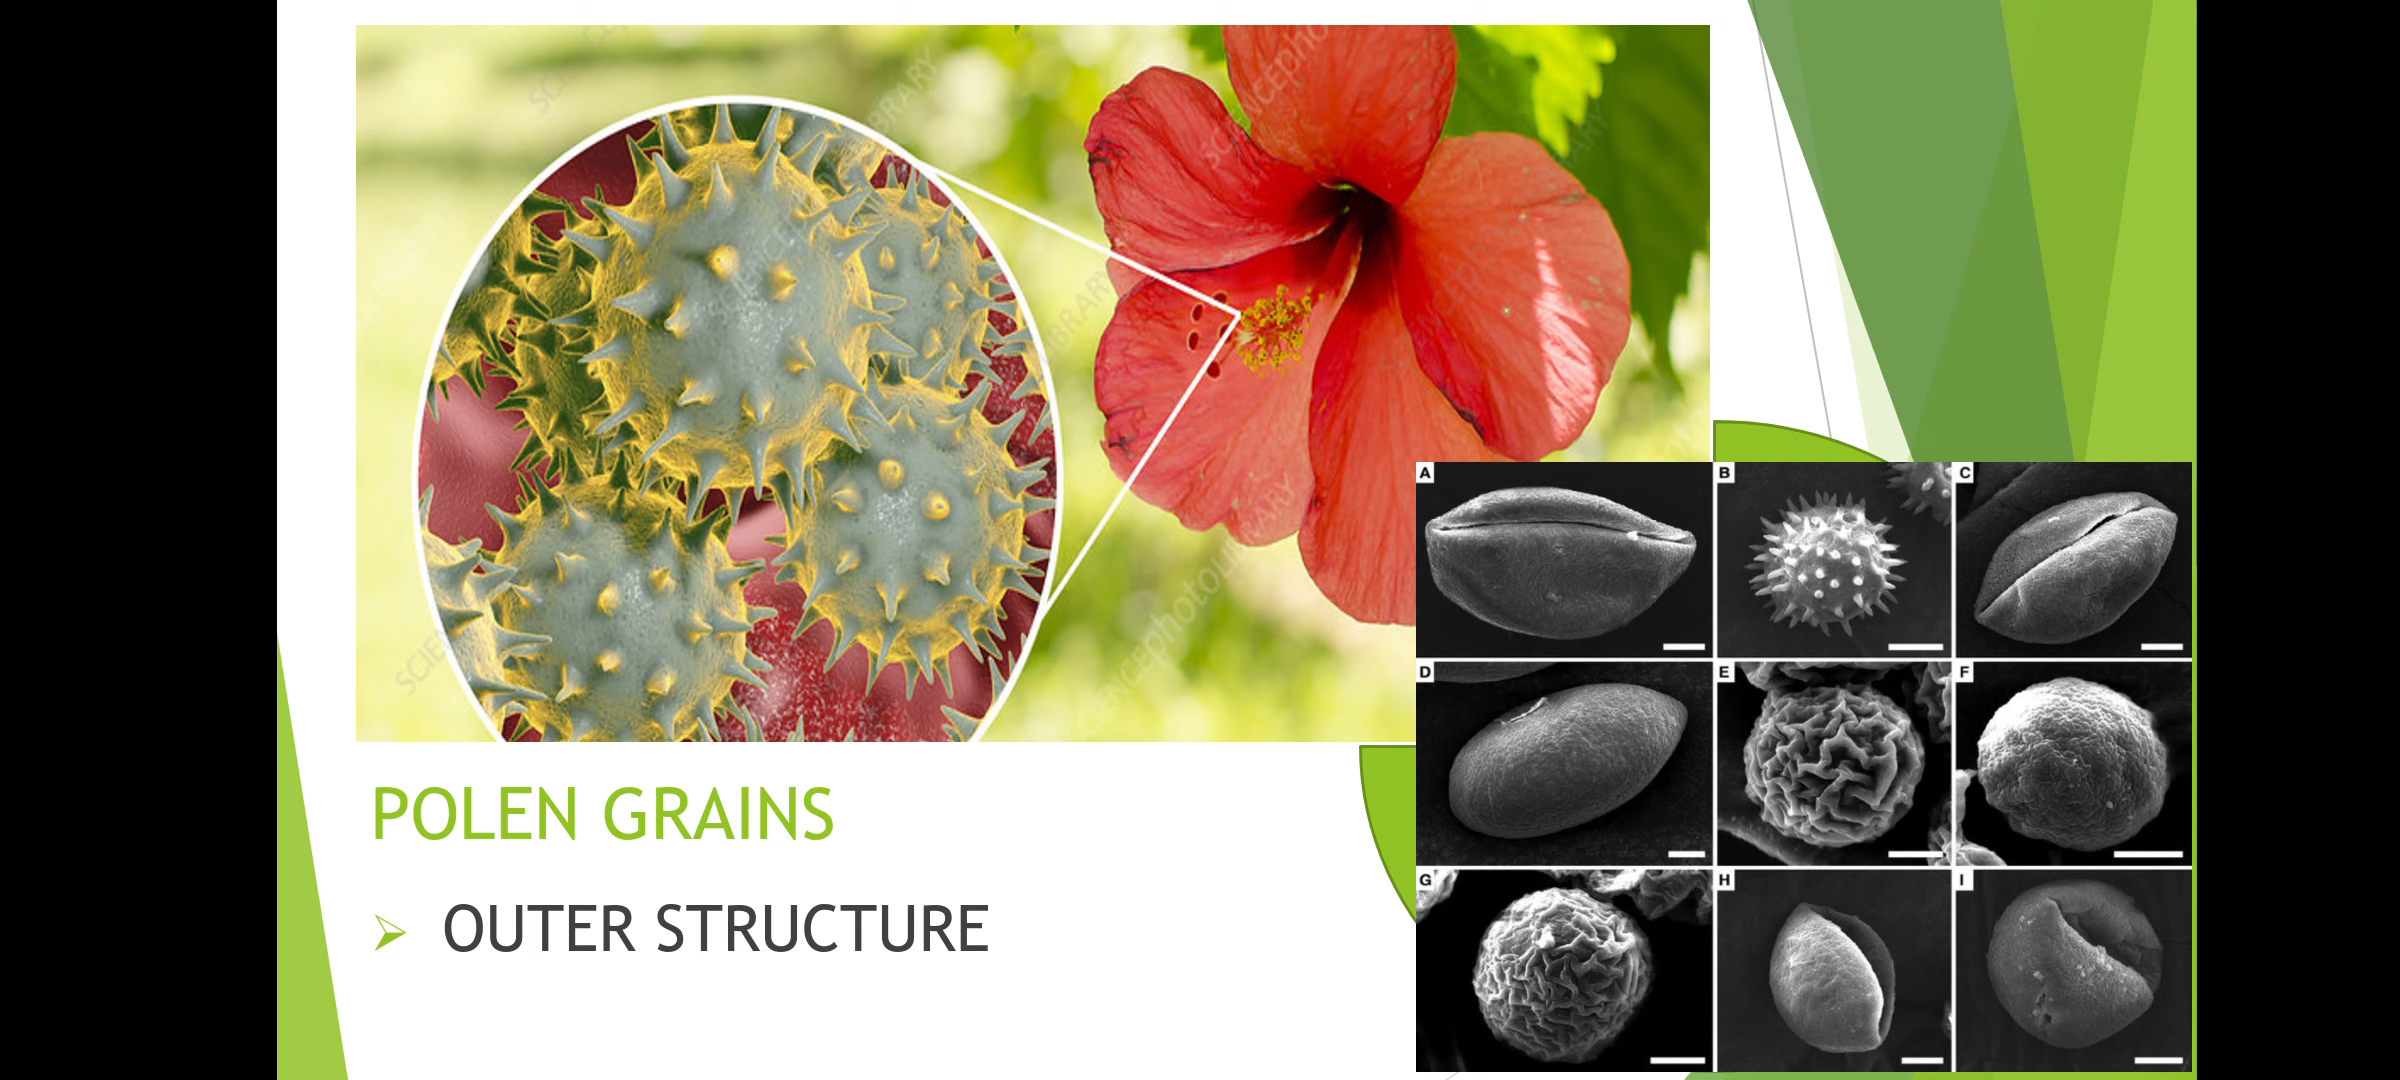 A
B
C
D
E
F
G
H
I
POLEN GRAINS
OUTER STRUCTURE